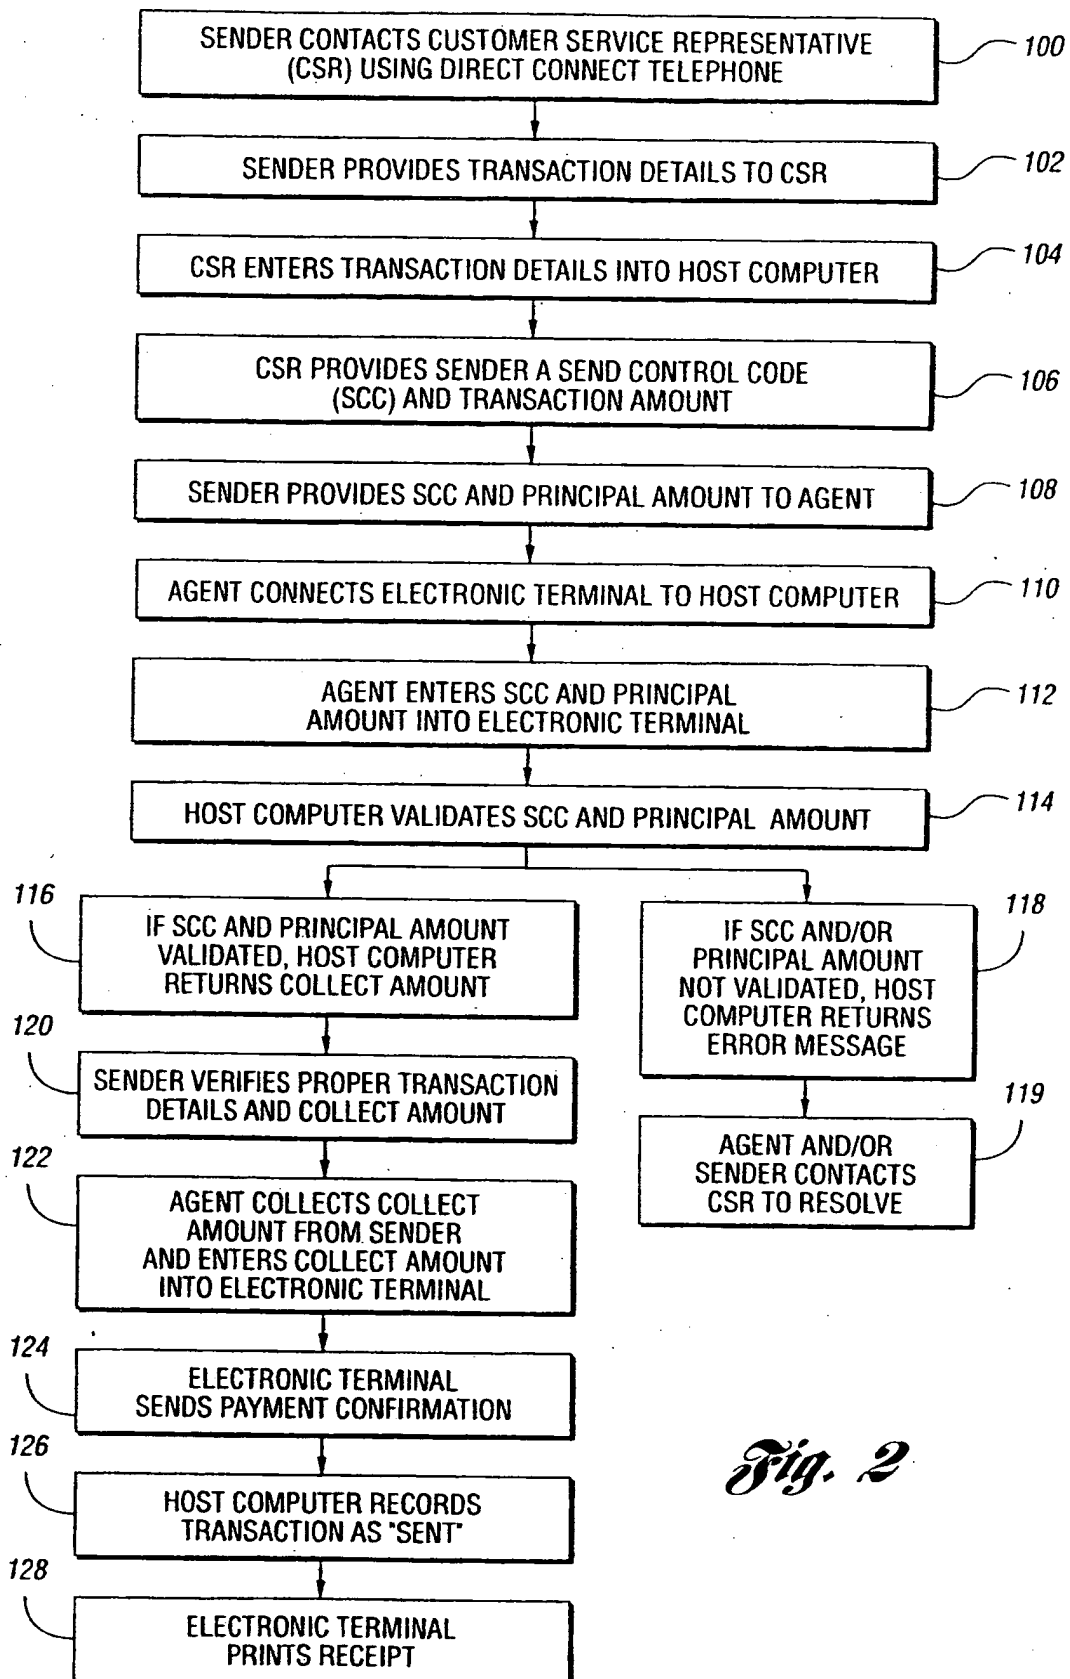 SENDER CONTACTS CUSTOMER SERVICE REPRESENTATIVE
(CSR) USING DIRECT CONNECT TELEPHONE
100
SENDER PROVIDES TRANSACTION DETAILS TO CSR
102
CSR ENTERS TRANSACTION DETAILS INTO HOST COMPUTER
104
CSR PROVIDES SENDER A SEND CONTROL CODE
(SCC) AND TRANSACTION AMOUNT
106
SENDER PROVIDES SCC AND PRINCIPAL AMOUNT TO AGENT
108
AGENT CONNECTS ELECTRONIC TERMINAL TO HOST COMPUTER
110
AGENT ENTERS SCC AND PRINCIPAL
AMOUNT INTO ELECTRONIC TERMINAL
112
HOST COMPUTER VALIDATES SCC AND PRINCIPAL AMOUNT
114
116
IF SCC AND PRINCIPAL AMOUNT
VALIDATED, HOST COMPUTER
RETURNS COLLECT AMOUNT
118
IF SCC AND/OR
PRINCIPAL AMOUNT
NOT VALIDATED, HOST
COMPUTER RETURNS
ERROR MESSAGE
120
SENDER VERIFIES PROPER TRANSACTION
DETAILS AND COLLECT AMOUNT
119
AGENT AND/OR
SENDER CONTACTS
CSR TO RESOLVE
122
AGENT COLLECTS COLLECT
AMOUNT FROM SENDER
AND ENTERS COLLECT AMOUNT
INTO ELECTRONIC TERMINAL
124
ELECTRONIC TERMINAL
SENDS PAYMENT CONFIRMATION
126
HOST COMPUTER RECORDS
TRANSACTION AS "SENT"
128
ELECTRONIC TERMINAL
PRINTS RECEIPT
Fig. 2